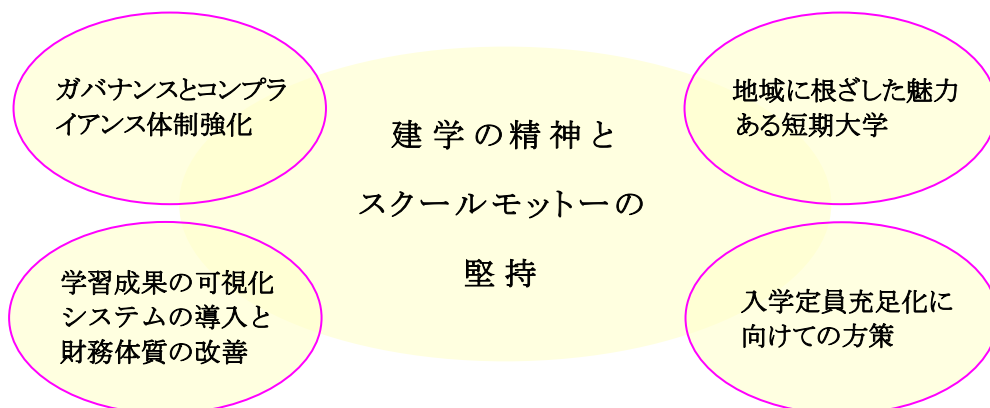 ガバナンスとコンプラ
イアンス体制強化
地域に根ざした魅力
ある短期大学
建学の精神と
スクールモットーの
堅持
学習成果の可視化
システムの導入と
財務体質の改善
入学定員充足化に
向けての方策